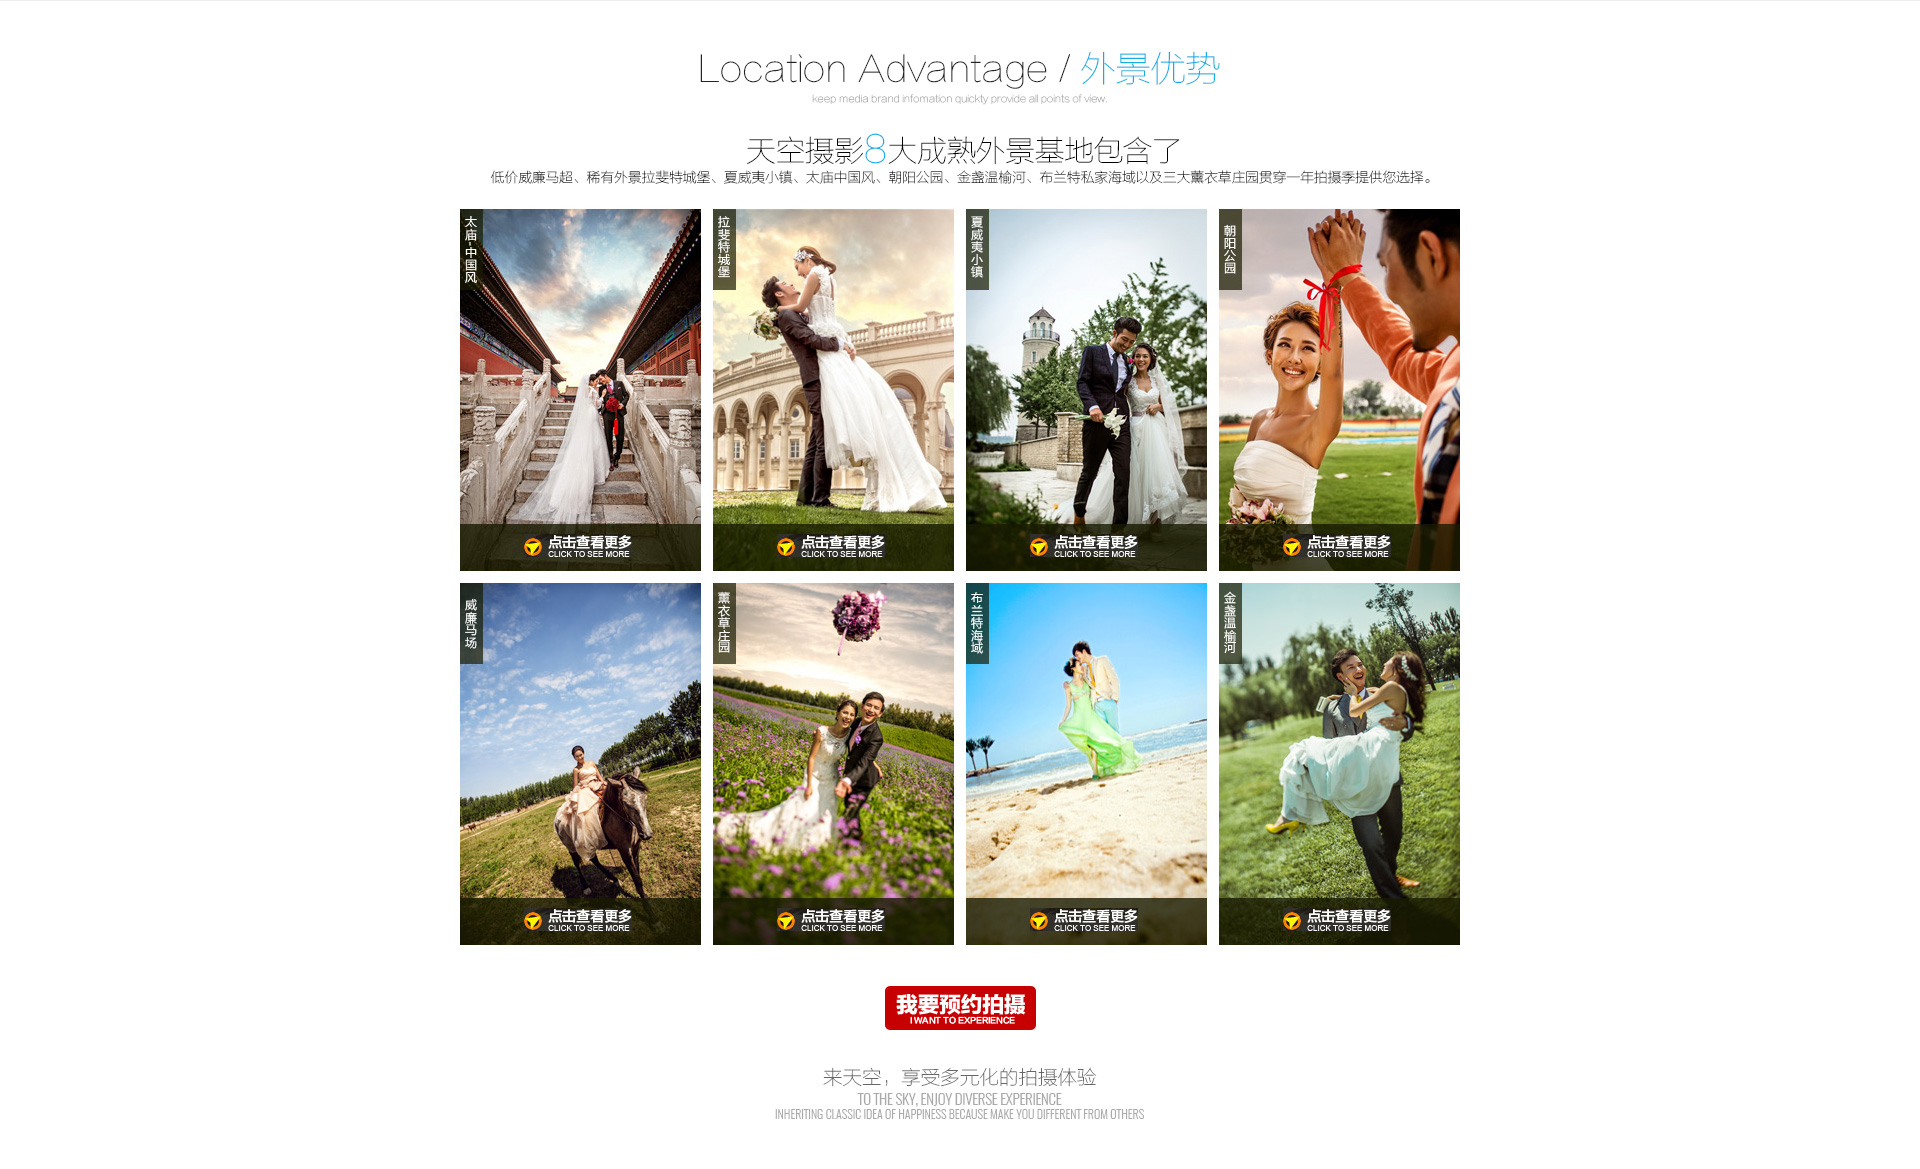 Location Advantage / 外景优势
keep media brand infomation quickty provide all points of view.
天空摄影8大成熟外景基地包含了
低价威廉马超、稀有外景拉斐特城堡、夏威夷小镇、太庙中国风、朝阳公园、金盏温榆河、布兰特私家海域以及三大薰衣草庄园贯穿一年拍摄季提供您选择。
太庙-中国风
拉斐特城堡
夏威夷小镇
朝阳公园
点击查看更多
CLICK TO SEE MORE
点击查看更多
CLICK TO SEE MORE
点击查看更多
CLICK TO SEE MORE
点击查看更多
CLICK TO SEE MORE
威廉马场
薰衣草庄园
布兰特海域
金盏温榆河
点击查看更多
CLICK TO SEE MORE
点击查看更多
CLICK TO SEE MORE
点击查看更多
CLICK TO SEE MORE
点击查看更多
CLICK TO SEE MORE
我要预约拍摄
I WANT TO EXPERIENCE
来天空，享受多元化的拍摄体验
TO THE SKY, ENJOY DIVERSE EXPERIENCE
INHERITING CLASSIC IDEA OF HAPPINESS BECAUSE MAKE YOU DIFFERENT FROM OTHERS